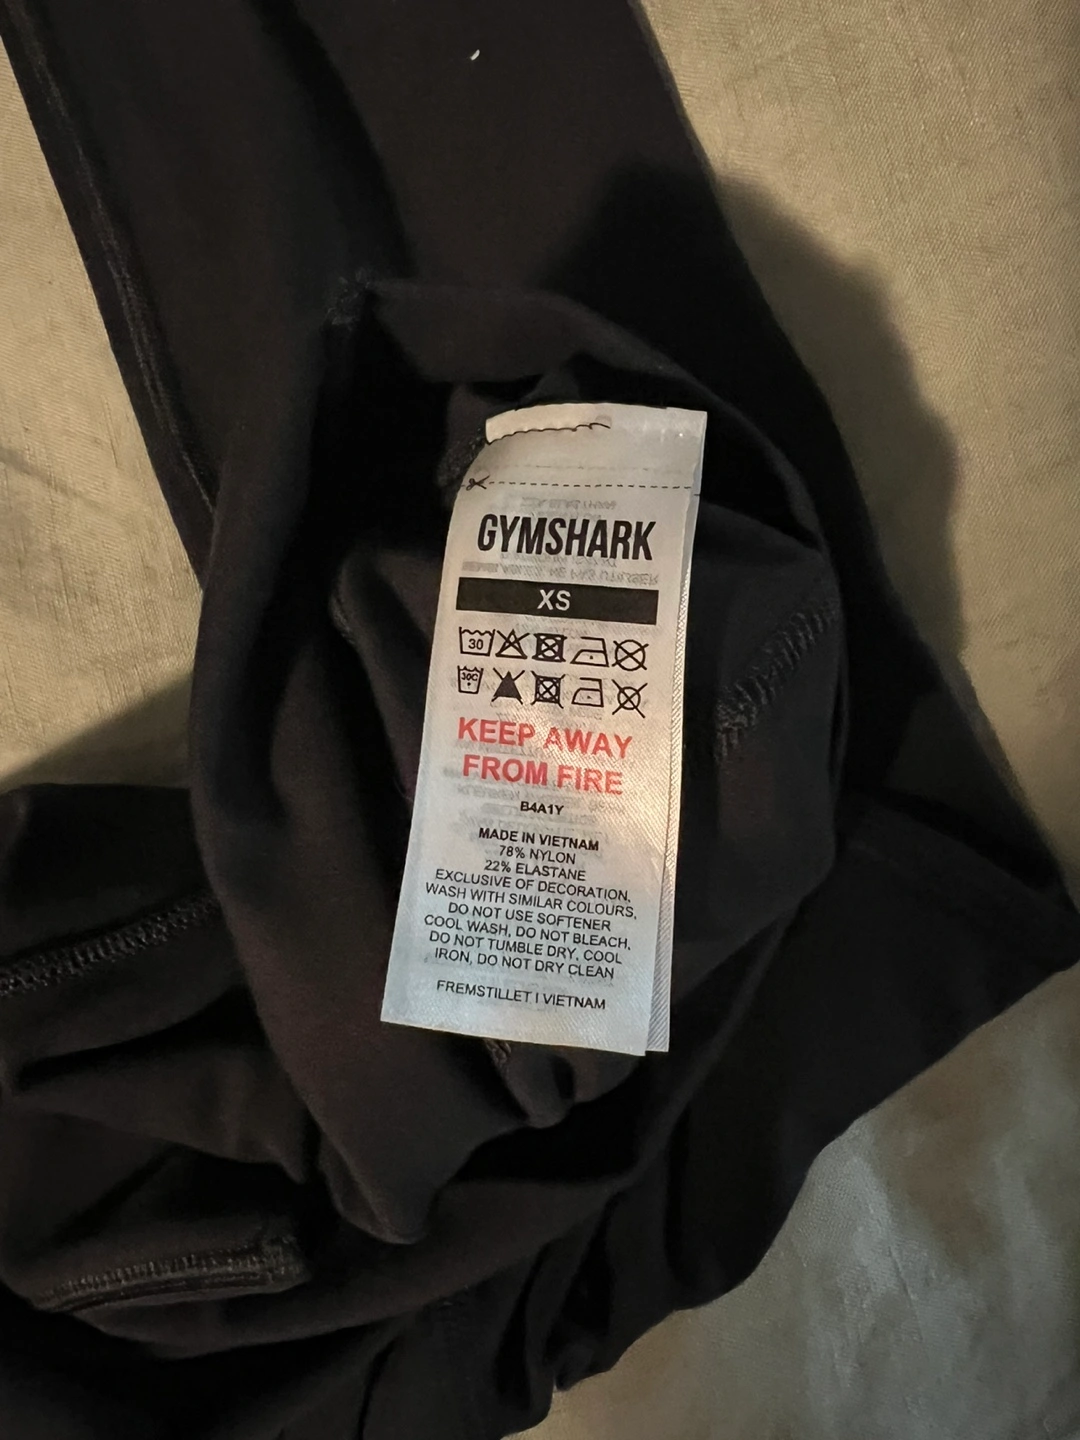 GYMSHARK
XS
30
30C
KEEP AWAY
FROM FIRE
B4A1Y
MADE IN VIETNAM
78% NYLON
22% ELASTANE
EXCLUSIVE OF DECORATION,
WASH WITH SIMILAR COLOURS,
DO NOT USE SOFTENER
COOL WASH, DO NOT BLEACH,
DO NOT TUMBLE DRY, COOL
IRON, DO NOT DRY CLEAN
FREMSTILLET I VIETNAM